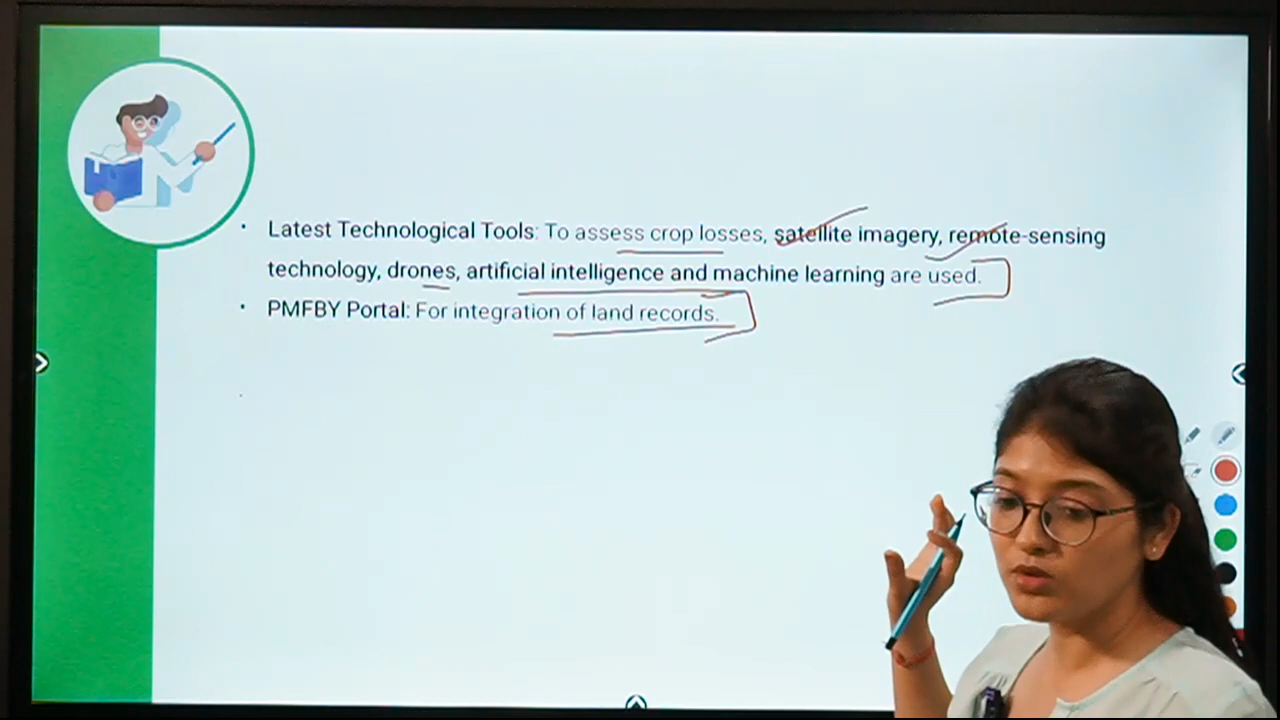 • Latest Technological Tools: To assess crop losses, satellite imagery, remote-sensing
technology, drones, artificial intelligence and machine learning are used.
• PMFBY Portal: For integration of land records.